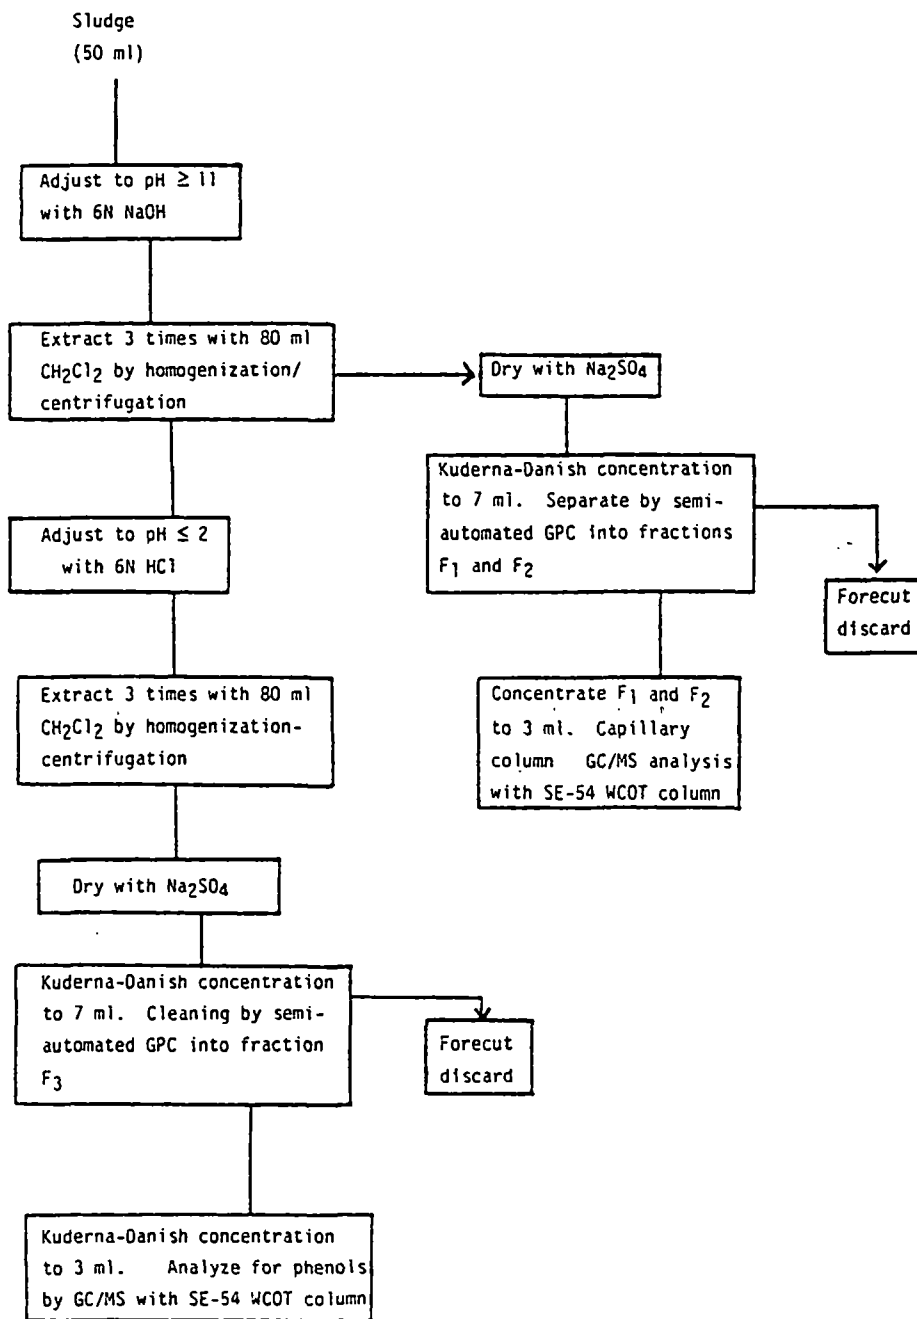 Sludge
(50 ml)
Adjust to pH ≥ 11
with 6N NaOH
Extract 3 times with 80 ml
CH₂Cl₂ by homogenization/
centrifugation
Dry with Na₂SO₄
Kuderna-Danish concentration
to 7 ml. Separate by semi-
automated GPC into fractions
F₁ and F₂
Forecut
discard
Concentrate F₁ and F₂
to 3 ml. Capillary
column GC/MS analysis
with SE-54 WCOT column
Adjust to pH ≤ 2
with 6N HCl
Extract 3 times with 80 ml
CH₂Cl₂ by homogenization-
centrifugation
Dry with Na₂SO₄
Kuderna-Danish concentration
to 7 ml. Cleaning by semi-
automated GPC into fraction
F₃
Forecut
discard
Kuderna-Danish concentration
to 3 ml. Analyze for phenols
by GC/MS with SE-54 WCOT column